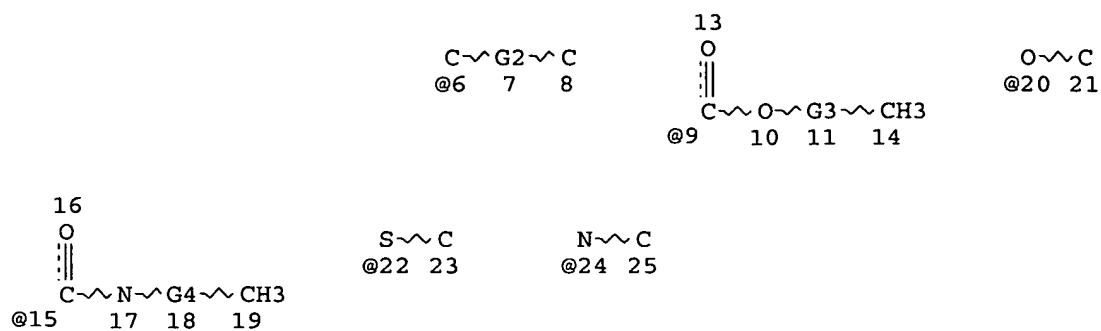 13
O
C G2 C
@6 7 8
C O G3 CH3
@9 10 11 14
O C
@20 21
16
O
C N G4 CH3
@15 17 18 19
S C
@22 23
N C
@24 25